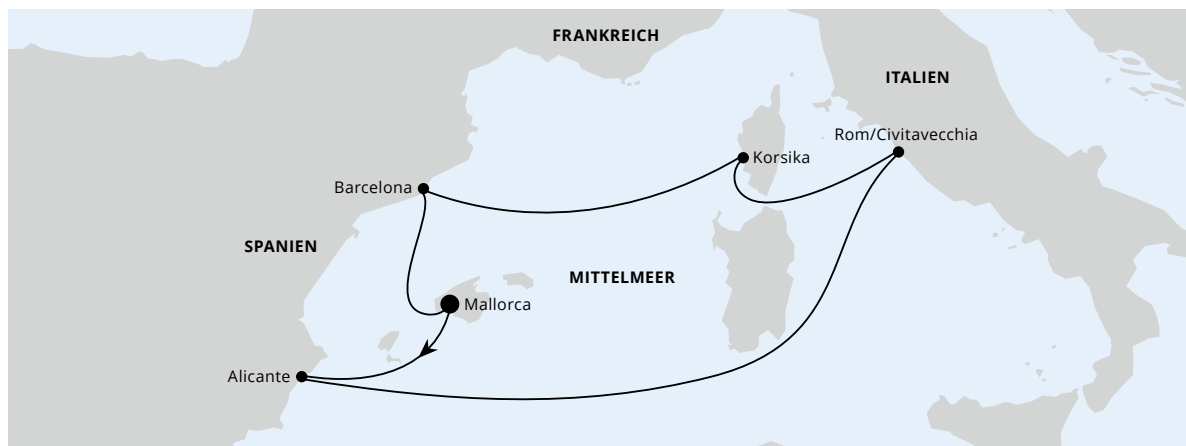 FRANKREICH
ITALIEN
Rom/Civitavecchia
Korsika
Barcelona
SPANIEN
MITTELMEER
Mallorca
Alicante